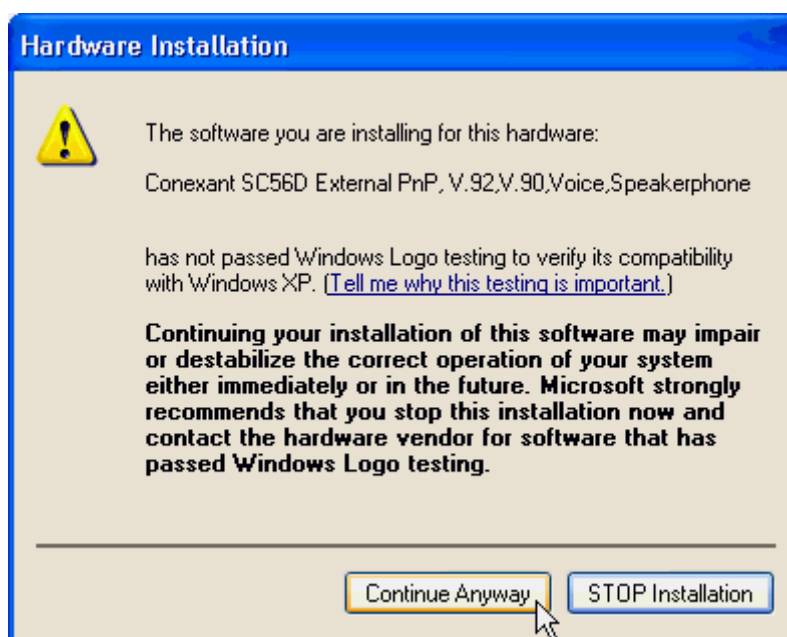 Hardware Installation
The software you are installing for this hardware:
Conexant SC56D External PnP, V.92,V.90,Voice,Speakerphone
has not passed Windows Logo testing to verify its compatibility
with Windows XP. (Tell me why this testing is important.)
Continuing your installation of this software may impair
or destabilize the correct operation of your system
either immediately or in the future. Microsoft strongly
recommends that you stop this installation now and
contact the hardware vendor for software that has
passed Windows Logo testing.
Continue Anyway STOP Installation